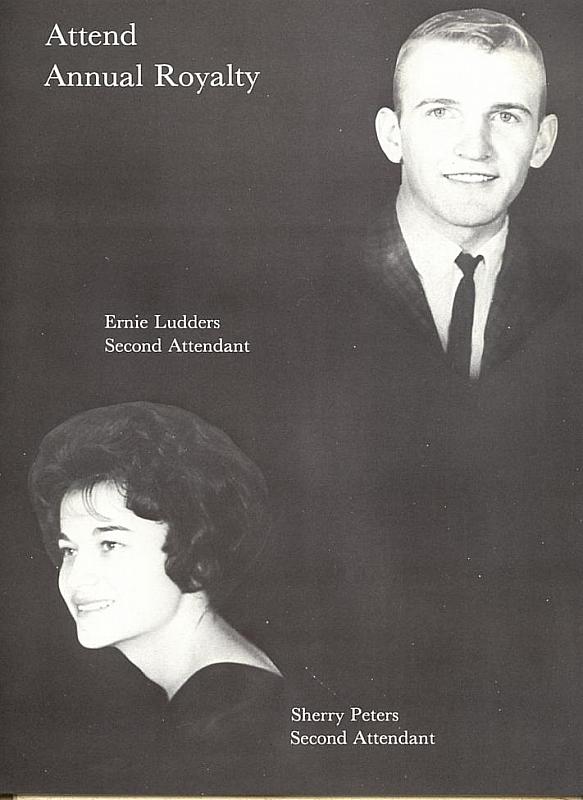 Attend
Annual Royalty
Ernie Ludders
Second Attendant
Sherry Peters
Second Attendant